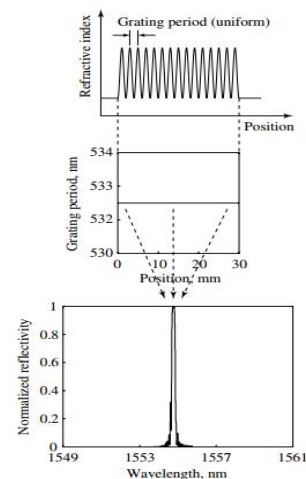 Grating period (uniform)
Refractive index
Position
Grating period, nm
534
533
532
530
0
10
20
30
Position, mm
Normalized reflectivity
1
0.8
0.6
0.4
0.2
0
1549
1553
1557
1561
Wavelength, nm